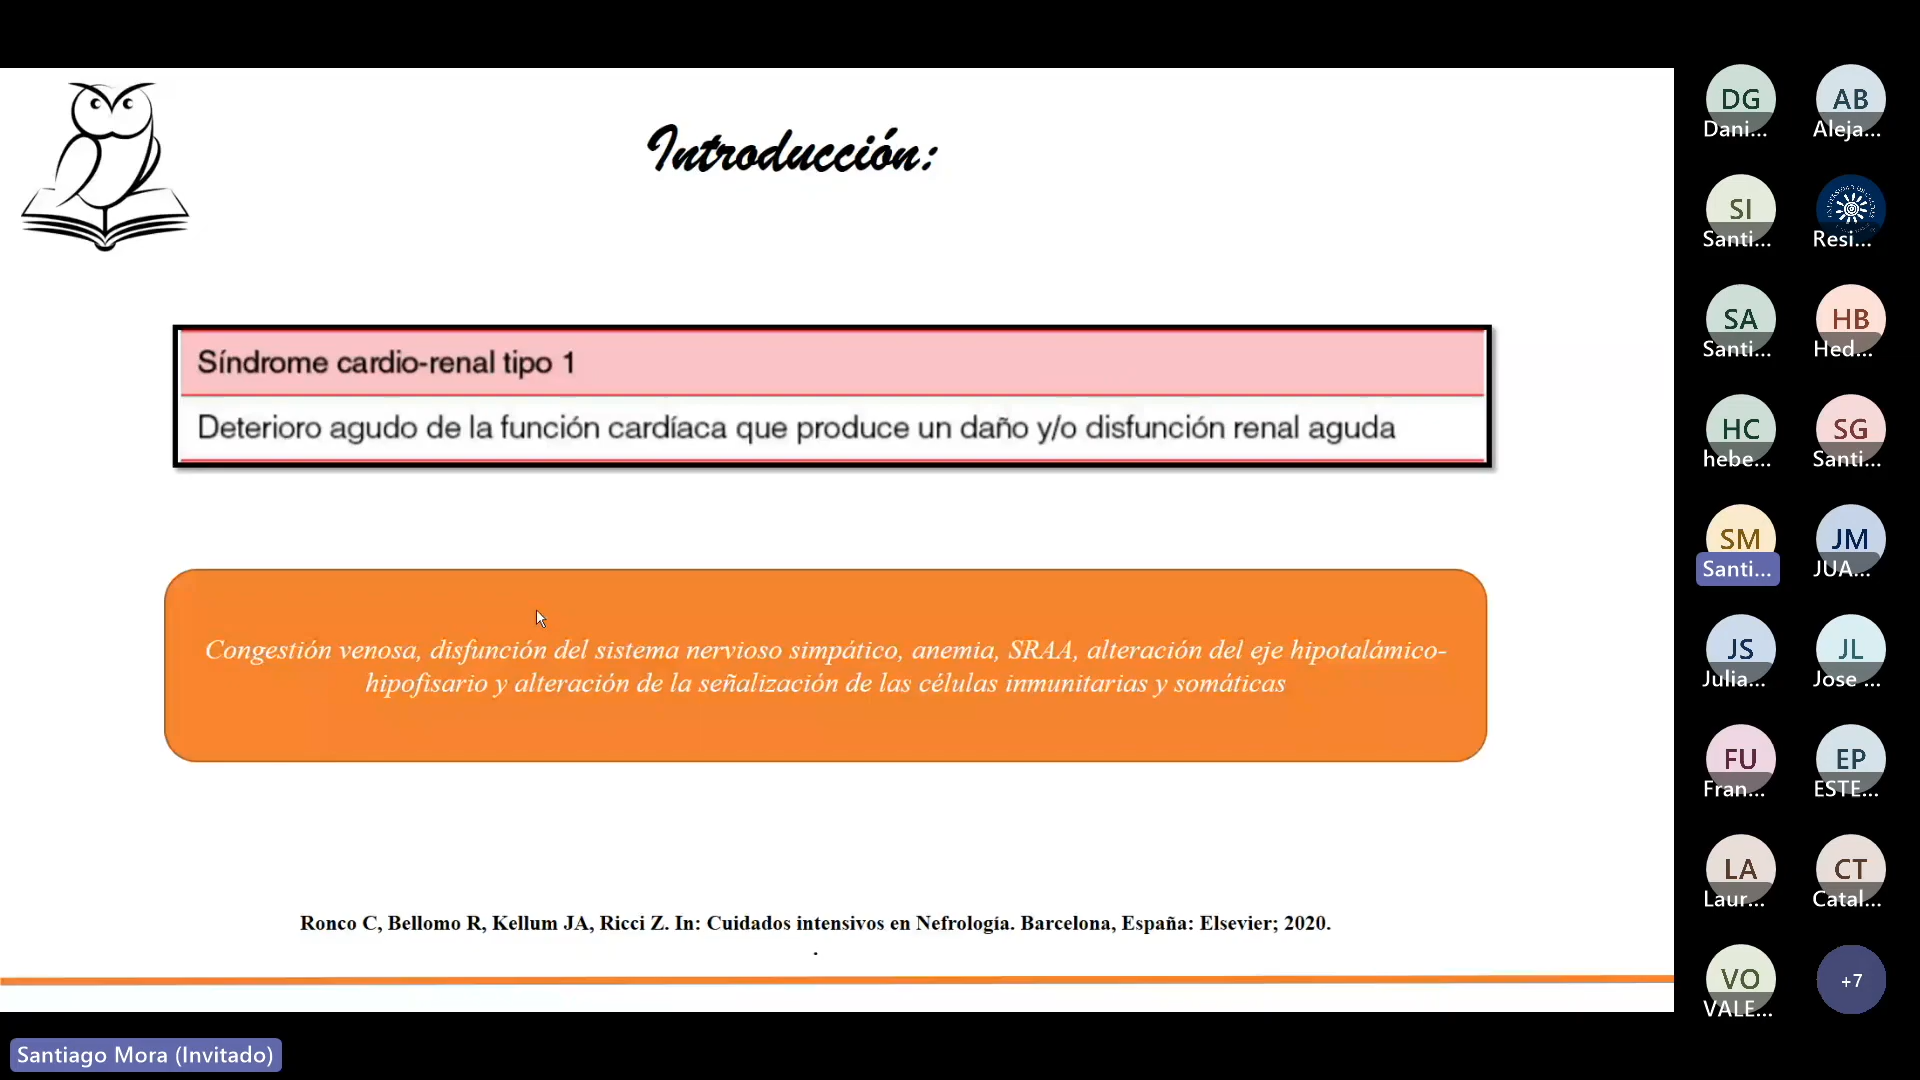 Introducción:
Síndrome cardio-renal tipo 1
Deterioro agudo de la función cardíaca que produce un daño y/o disfunción renal aguda
Congestión venosa, disfunción del sistema nervioso simpático, anemia, SRAA, alteración del eje hipotalámico-
hipofisario y alteración de la señalización de las células inmunitarias y somáticas
Ronco C, Bellomo R, Kellum JA, Ricci Z. In: Cuidados intensivos en Nefrología. Barcelona, España: Elsevier; 2020.
.
DG
Dani...
AB
Aleja...
SI
Santi...
Resi...
SA
Santi...
HB
Hed...
HC
hebe...
SG
Santi...
SM
Santi...
JM
JUA...
JS
Julia...
JL
Jose ...
FU
Fran...
EP
ESTE...
LA
Laur...
CT
Catal...
VO
VALE...
+7
Santiago Mora (Invitado)